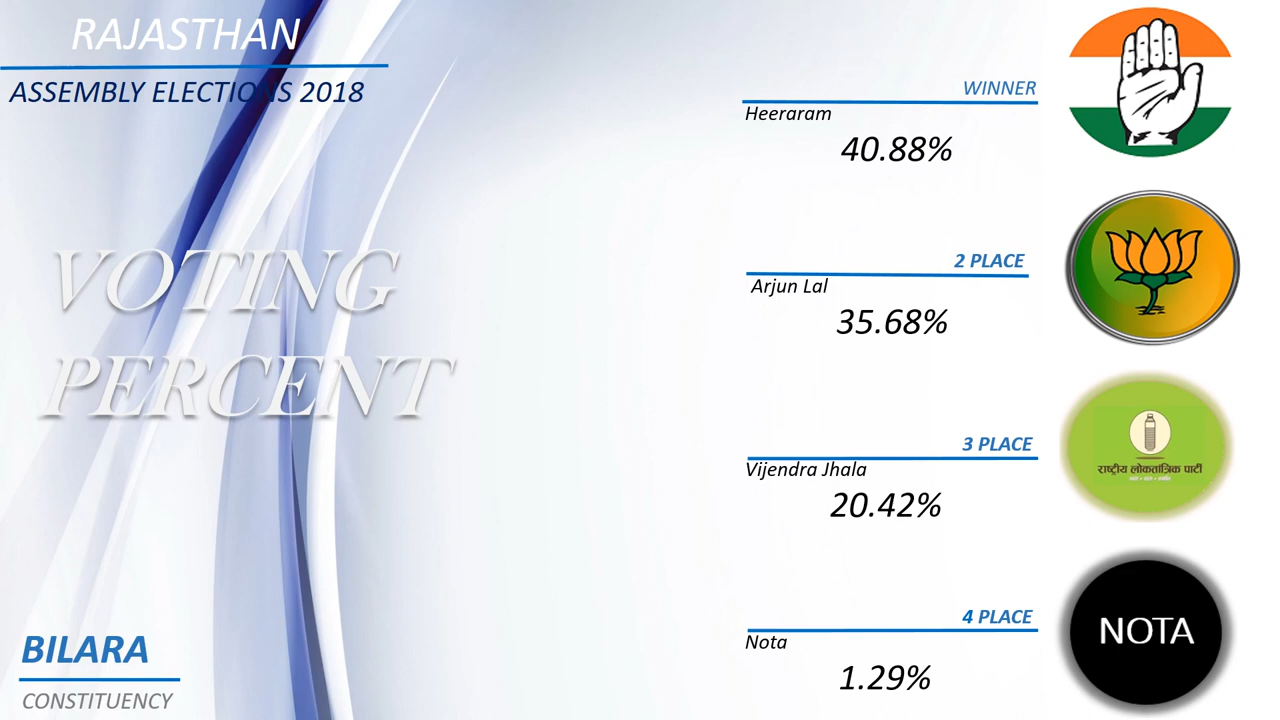 RAJASTHAN
ASSEMBLY ELECTIONS 2018
VOTING
PERCENT
BILARA
CONSTITUENCY
WINNER
Heeraram
40.88%
2 PLACE
Arjun Lal
35.68%
3 PLACE
Vijendra Jhala
20.42%
राष्ट्रीय लोकतांत्रिक पार्टी
4 PLACE
Nota
1.29%
NOTA